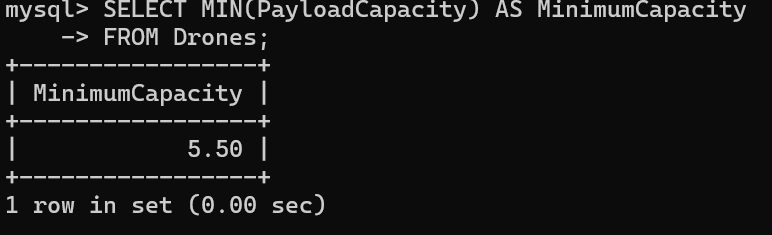 mysql> SELECT MIN(PayloadCapacity) AS MinimumCapacity
    -> FROM Drones;
+-----------------+
| MinimumCapacity |
+-----------------+
|            5.50 |
+-----------------+
1 row in set (0.00 sec)